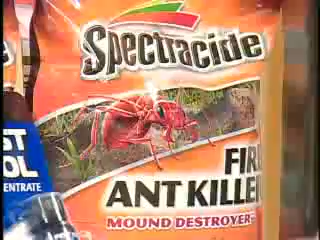 Spectracide
FIR
ANT KILLE
MOUND DESTROYER
ST
OL
ENTRATE